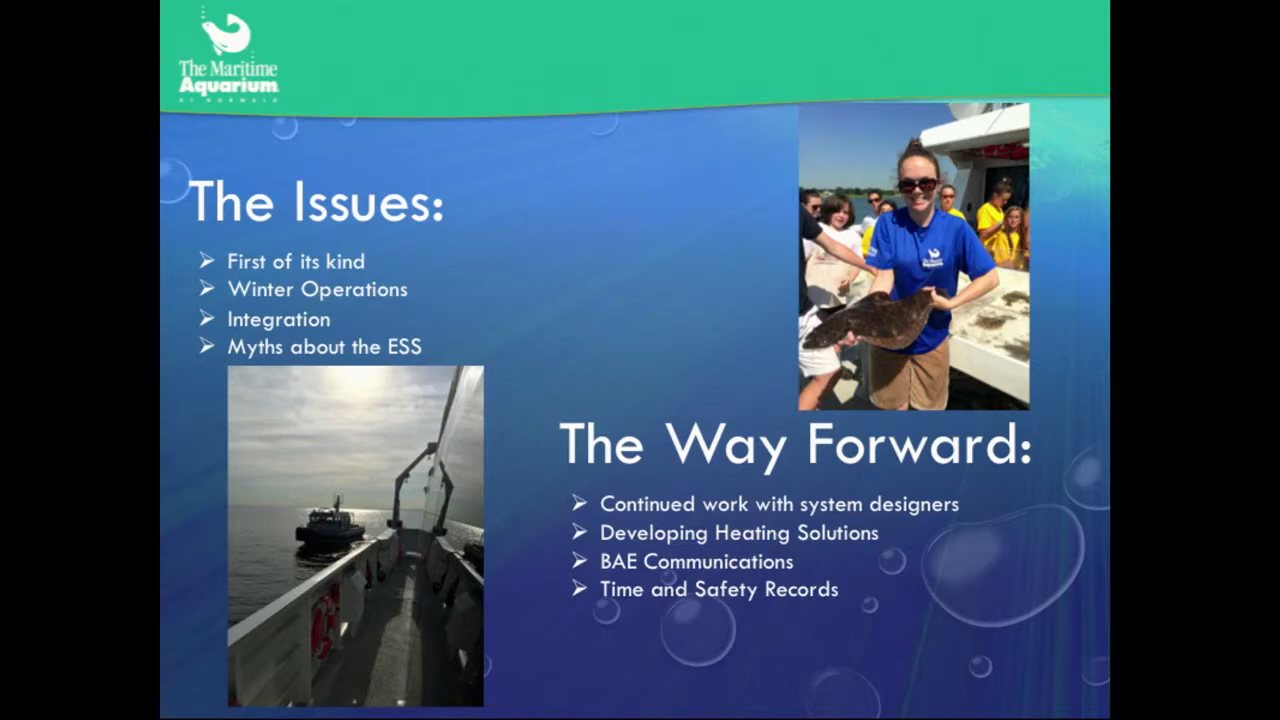 The Maritime
Aquarium
AT NORWALK
The Issues:
First of its kind
Winter Operations
Integration
Myths about the ESS
The Way Forward:
Continued work with system designers
Developing Heating Solutions
BAE Communications
Time and Safety Records